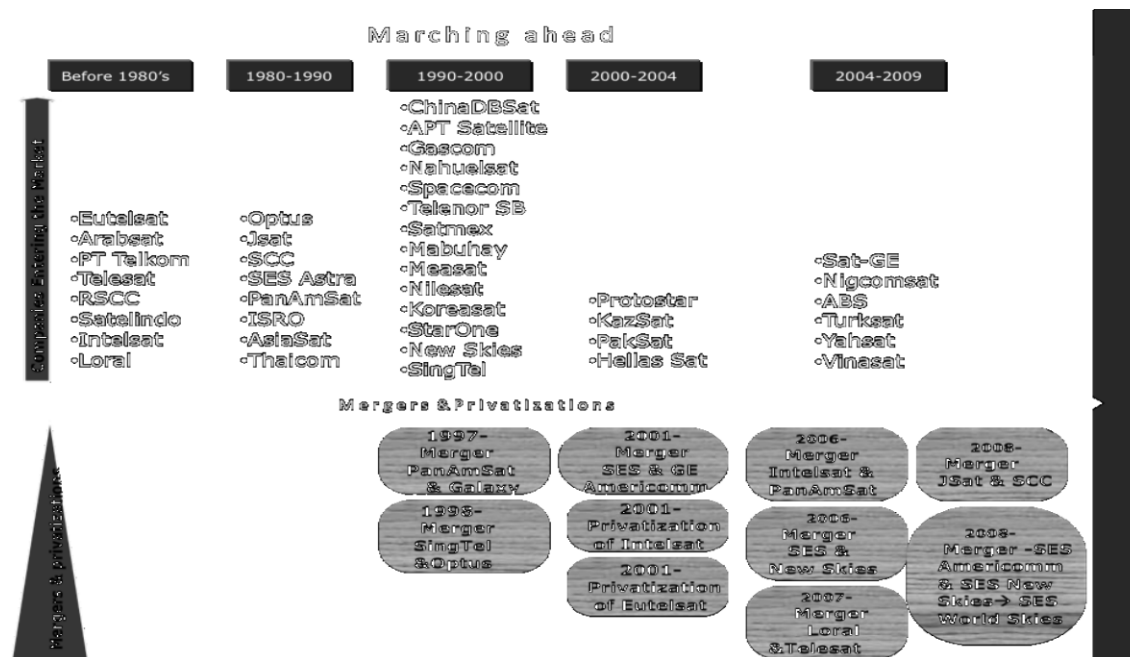 Marching ahead
Before 1980's
1980-1990
1990-2000
2000-2004
2004-2009
Companies Entering the Market
•Eutelsat
•Arabsat
•PT Telkom
•Telesat
•RSCC
•Satelindo
•Intelsat
•Loral
•Optus
•Jsat
•SCC
•SES Astra
•PanAmSat
•ISRO
•AsiaSat
•Thaicom
•ChinaDBSat
•APT Satellite
•Gascom
•Nahuelsat
•Spacecom
•Telenor SB
•Satmex
•Mabuhay
•Measat
•Nilesat
•Koreasat
•StarOne
•New Skies
•SingTel
•Protostar
•KazSat
•PakSat
•Hellas Sat
•Sat-GE
•Nigcomsat
•ABS
•Turksat
•Yahsat
•Vinasat
Mergers &Privatizations
Mergers & privatizations
1997-
Merger
PanAmSat
& Galaxy
1998-
Merger
SingTel
&Optus
2001-
Merger
SES & GE
Americomm
2001-
Privatization
of Intelsat
2001-
Privatization
of Eutelsat
2006-
Merger
Intelsat &
PanAmSat
2006-
Merger
SES &
New Skies
2007-
Merger
Loral
&Telesat
2008-
Merger
JSat & SCC
2008-
Merger -SES
Americomm
& SES New
Skies→ SES
World Skies